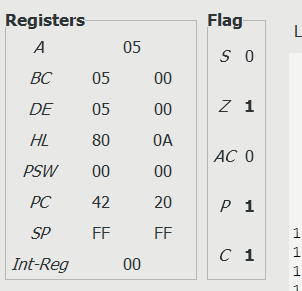 Registers Flag
A 05
BC 05 00
DE 05 00
HL 80 0A
PSW 00 00
PC 42 20
SP FF FF
Int-Reg 00
S 0
Z 1
AC 0
P 1
C 1
L
1
1
1
1